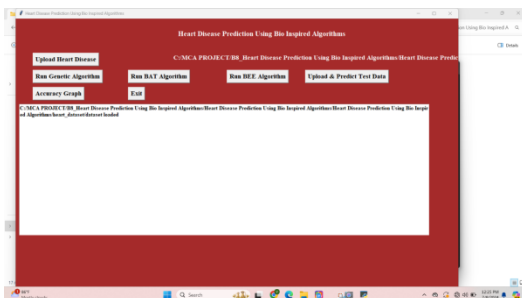 Heart Disease Prediction Using Bio Inspired Algorithms
Heart Disease Prediction Using Bio Inspired Algorithms
Upload Heart Disease
C:/MCA PROJECT/B8_Heart Disease Prediction Using Bio Inspired Algorithms/Heart Disease Predic
Run Genetic Algorithm
Run BAT Algorithm
Run BEE Algorithm
Upload & Predict Test Data
Accuracy Graph
Exit
C:/MCA PROJECT/B8_Heart Disease Prediction Using Bio Inspired Algorithms/Heart Disease Prediction Using Bio Inspired Algorithms/Heart Disease Prediction Using Bio Inspir
ed Algorithms/heart_dataset/dataset loaded
Details
Search